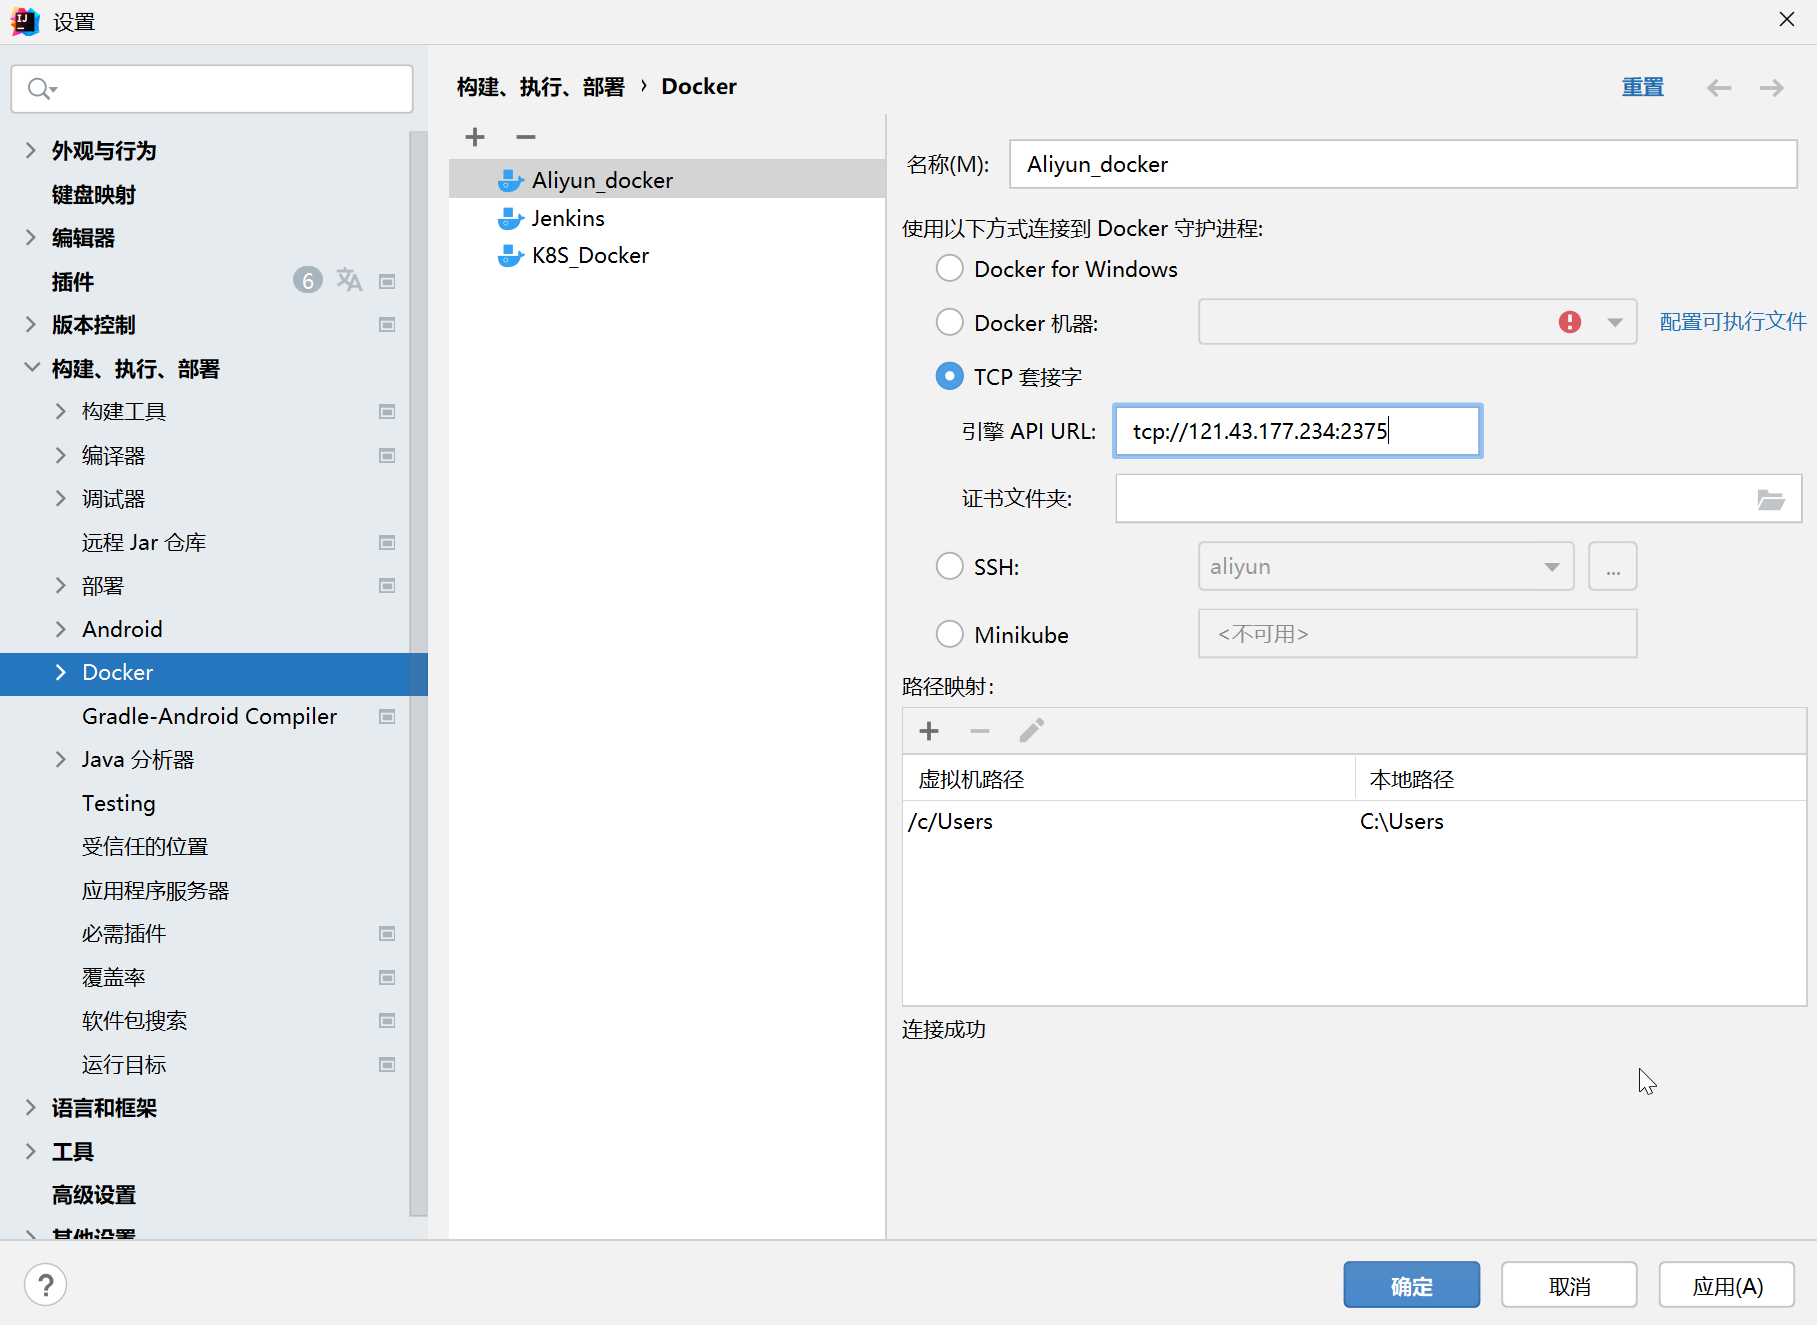 设置
外观与行为
键盘映射
编辑器
插件 6
版本控制
构建、执行、部署
构建工具
编译器
调试器
远程 Jar 仓库
部署
Android
Docker
Gradle-Android Compiler
Java 分析器
Testing
受信任的位置
应用程序服务器
必需插件
覆盖率
软件包搜索
运行目标
语言和框架
工具
高级设置
其他设置
构建、执行、部署 › Docker
重置
Aliyun_docker
Jenkins
K8S_Docker
名称(M): Aliyun_docker
使用以下方式连接到 Docker 守护进程:
Docker for Windows
Docker 机器: 配置可执行文件
TCP 套接字
引擎 API URL: tcp://121.43.177.234:2375
证书文件夹:
SSH: aliyun ...
Minikube <不可用>
路径映射:
虚拟机路径 本地路径
/c/Users C:\Users
连接成功
? 确定 取消 应用(A)